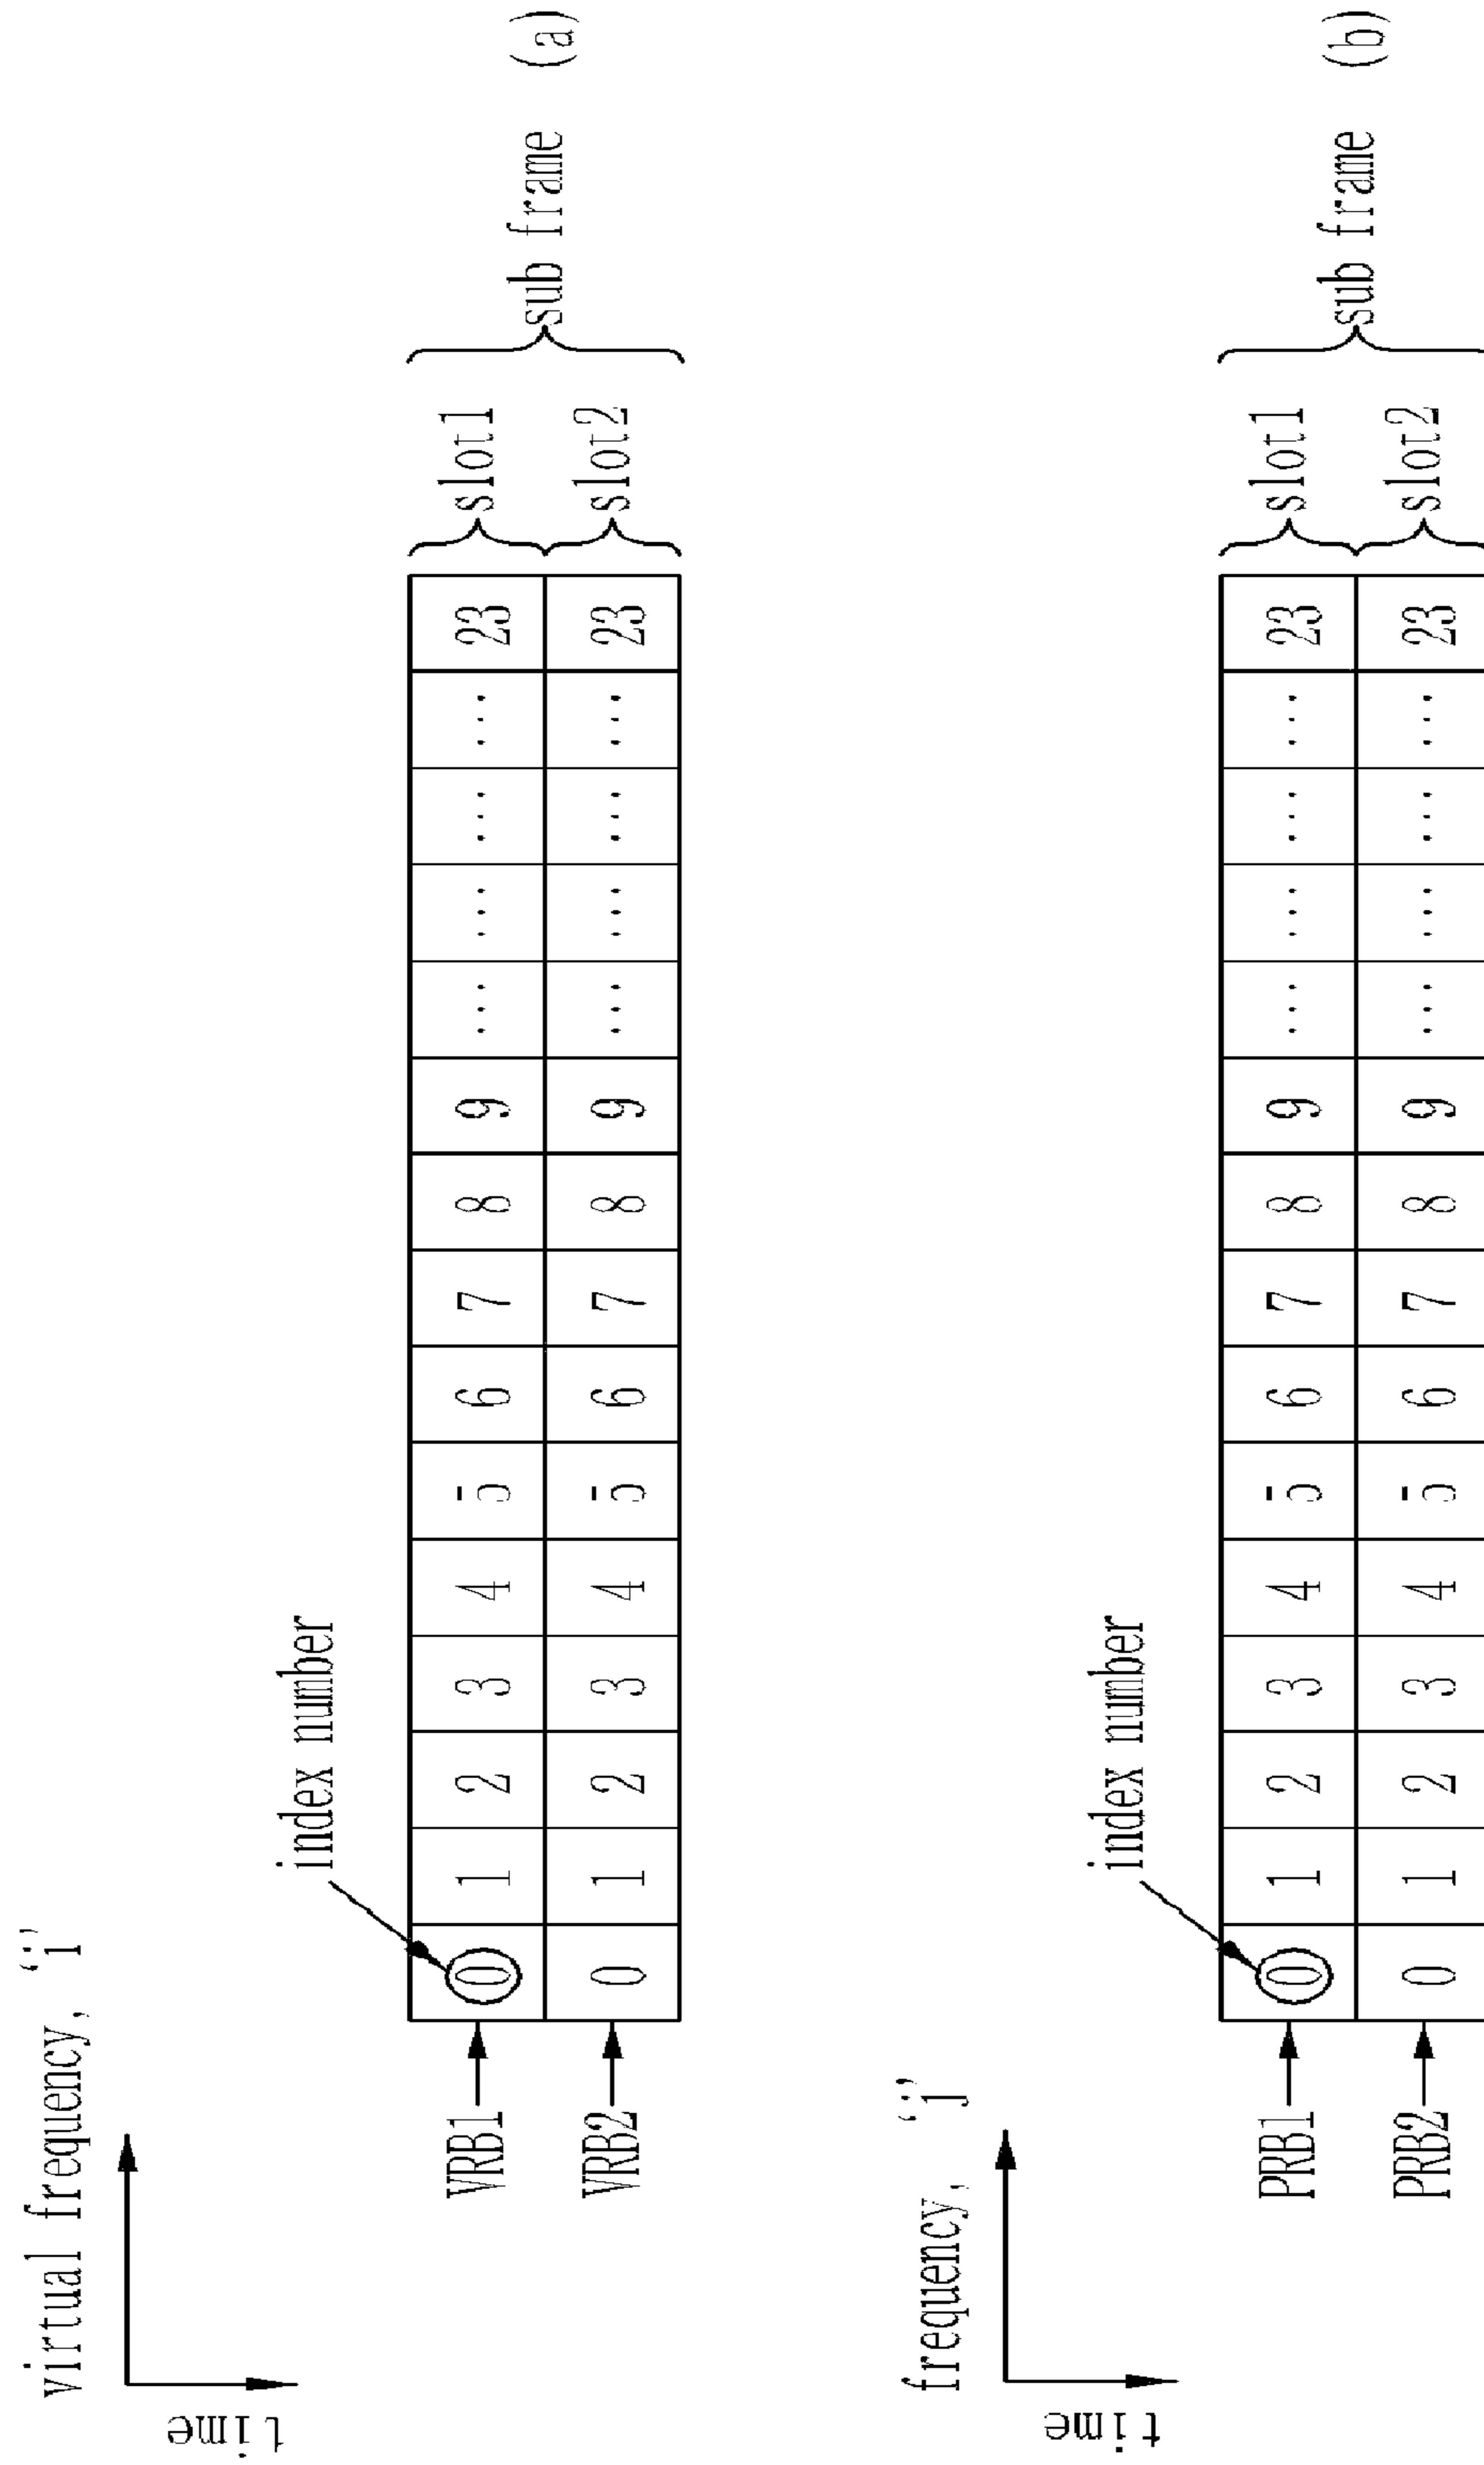 virtual frequency, ‘i’
time
index number
VRB1 0 1 2 3 4 5 6 7 8 9 ... ... ... ... 23 slot1
VRB2 0 1 2 3 4 5 6 7 8 9 ... ... ... ... 23 slot2
sub frame (a)
frequency, ‘j’
time
index number
PRB1 0 1 2 3 4 5 6 7 8 9 ... ... ... ... 23 slot1
PRB2 0 1 2 3 4 5 6 7 8 9 ... ... ... ... 23 slot2
sub frame (b)